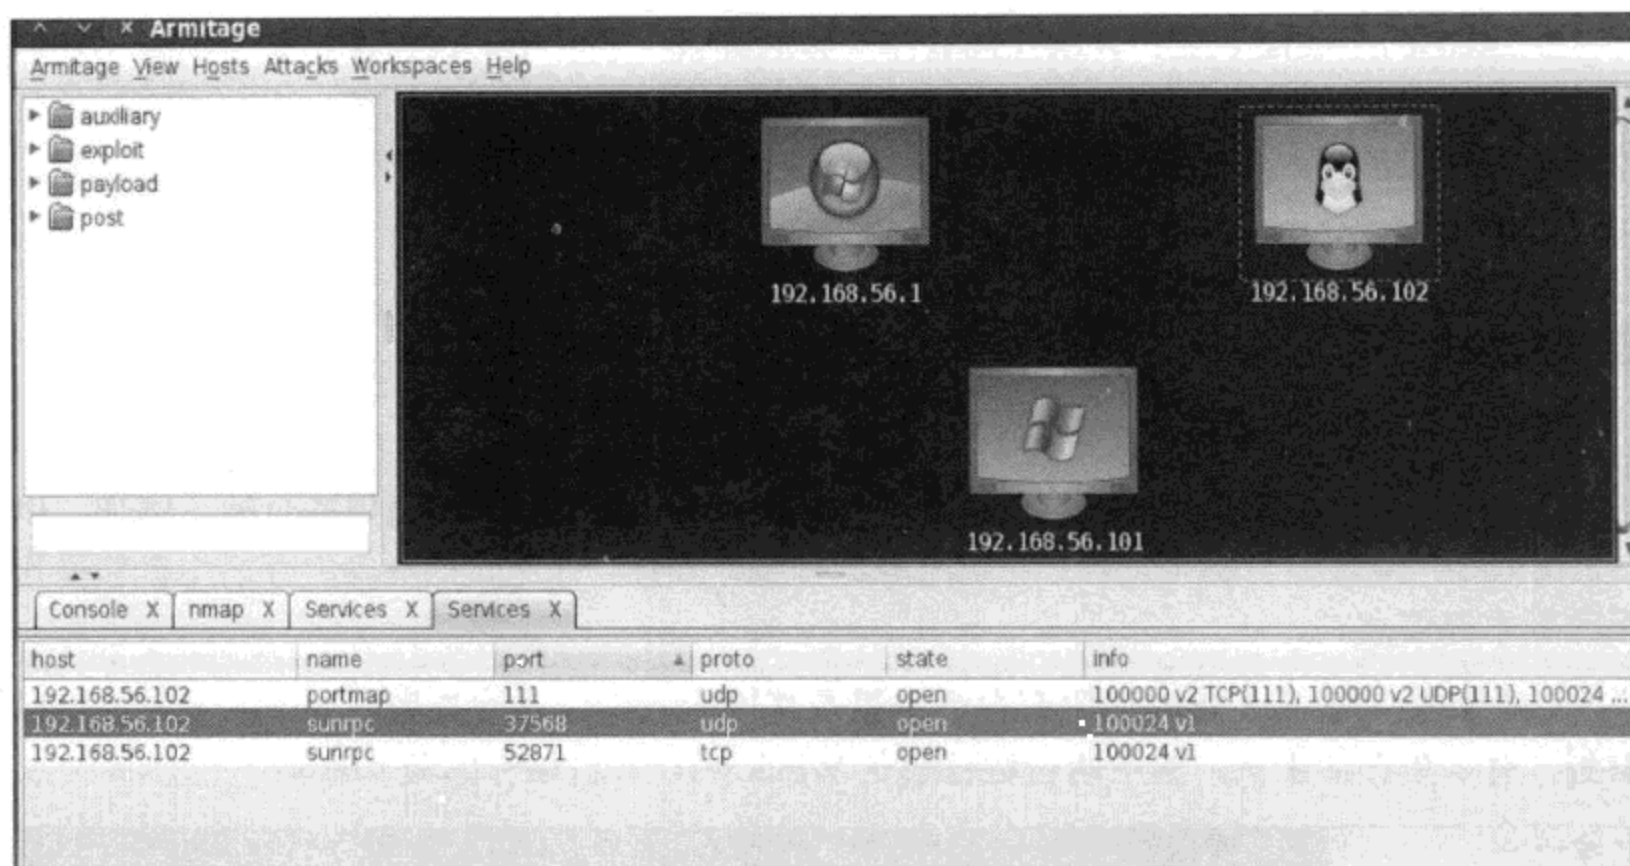 Armitage
Armitage View Hosts Attacks Workspaces Help
auxiliary
exploit
payload
post
192.168.56.1
192.168.56.102
192.168.56.101
Console X nmap X Services X Services X
host name port proto state info
192.168.56.102 portmap 111 udp open 100000 v2 TCP(111), 100000 v2 UDP(111), 100024 ...
192.168.56.102 sunrpc 37568 udp open 100024 v1
192.168.56.102 sunrpc 52871 tcp open 100024 v1